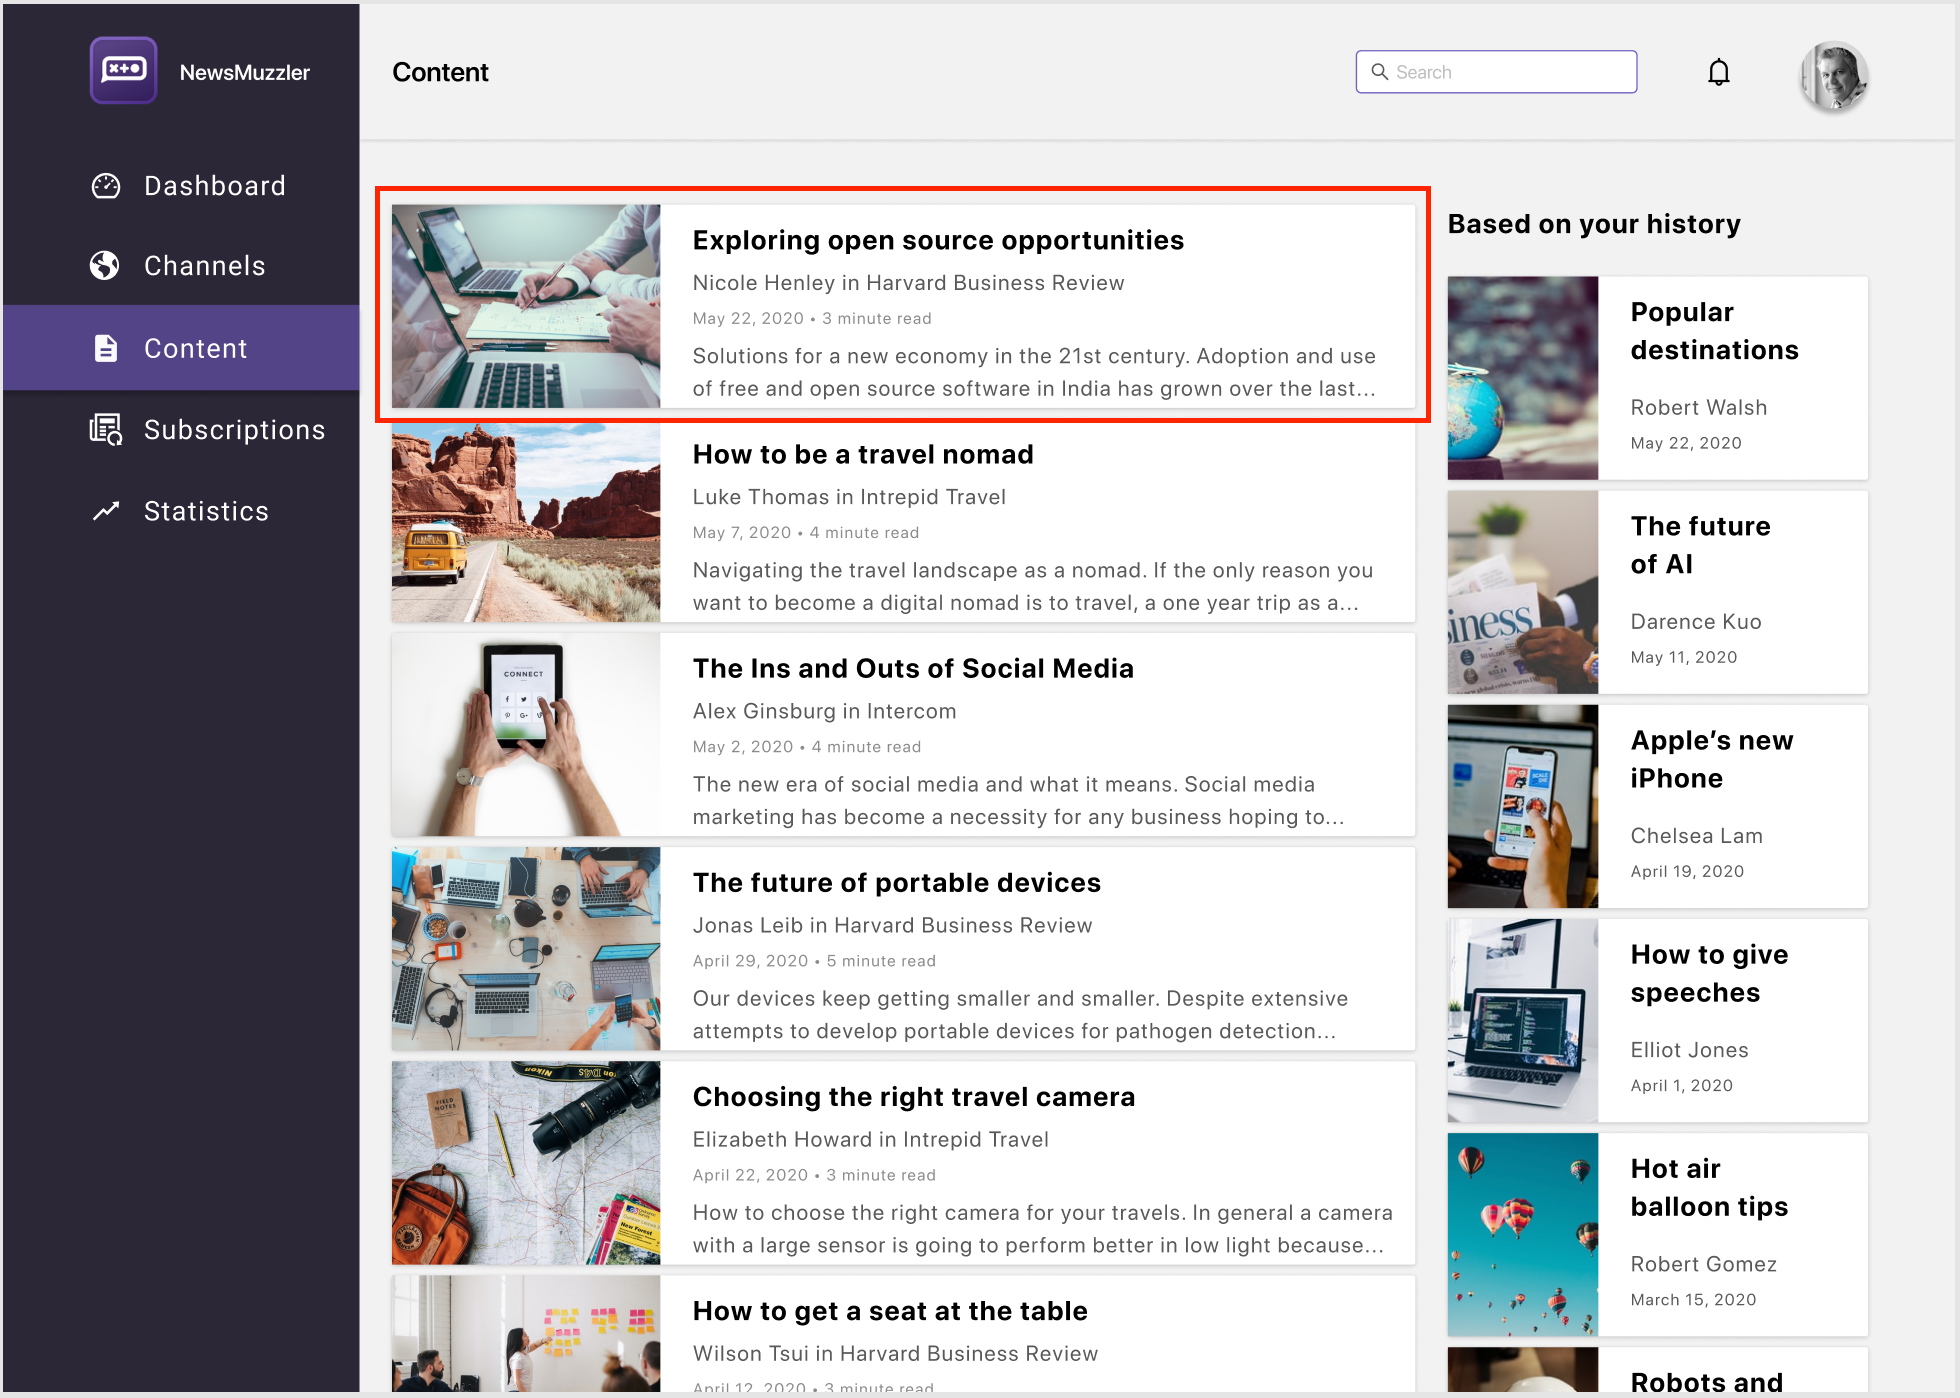 NewsMuzzler
Content
Search
Dashboard
Channels
Content
Subscriptions
Statistics
Exploring open source opportunities
Nicole Henley in Harvard Business Review
May 22, 2020 • 3 minute read
Solutions for a new economy in the 21st century. Adoption and use
of free and open source software in India has grown over the last...
How to be a travel nomad
Luke Thomas in Intrepid Travel
May 7, 2020 • 4 minute read
Navigating the travel landscape as a nomad. If the only reason you
want to become a digital nomad is to travel, a one year trip as a...
CONNECT
The Ins and Outs of Social Media
Alex Ginsburg in Intercom
May 2, 2020 • 4 minute read
The new era of social media and what it means. Social media
marketing has become a necessity for any business hoping to...
The future of portable devices
Jonas Leib in Harvard Business Review
April 29, 2020 • 5 minute read
Our devices keep getting smaller and smaller. Despite extensive
attempts to develop portable devices for pathogen detection...
Nikon
FIELD
NOTES
New Forest
Choosing the right travel camera
Elizabeth Howard in Intrepid Travel
April 22, 2020 • 3 minute read
How to choose the right camera for your travels. In general a camera
with a large sensor is going to perform better in low light because...
How to get a seat at the table
Wilson Tsui in Harvard Business Review
April 12, 2020 • 3 minute read
Based on your history
Popular
destinations
Robert Walsh
May 22, 2020
iness
The future
of AI
Darence Kuo
May 11, 2020
Apple's new
iPhone
Chelsea Lam
April 19, 2020
How to give
speeches
Elliot Jones
April 1, 2020
Hot air
balloon tips
Robert Gomez
March 15, 2020
Robots and